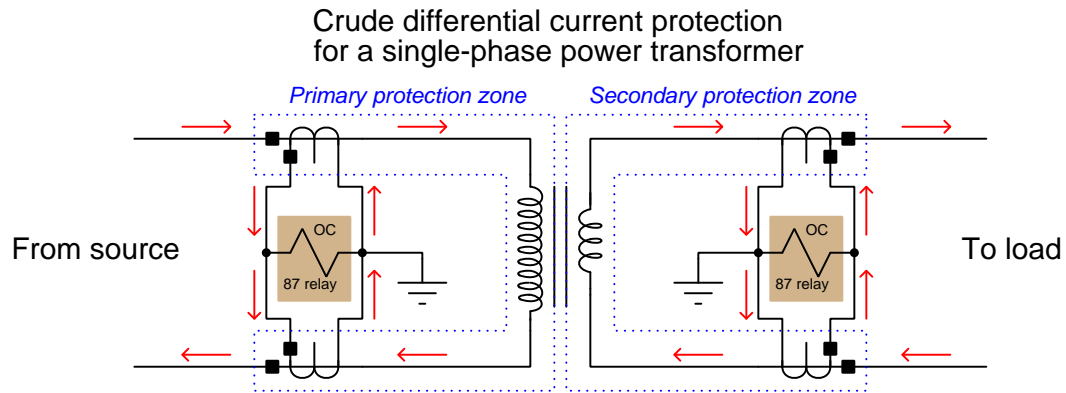 Crude differential current protection
for a single-phase power transformer
Primary protection zone
Secondary protection zone
OC
OC
From source
To load
87 relay
87 relay